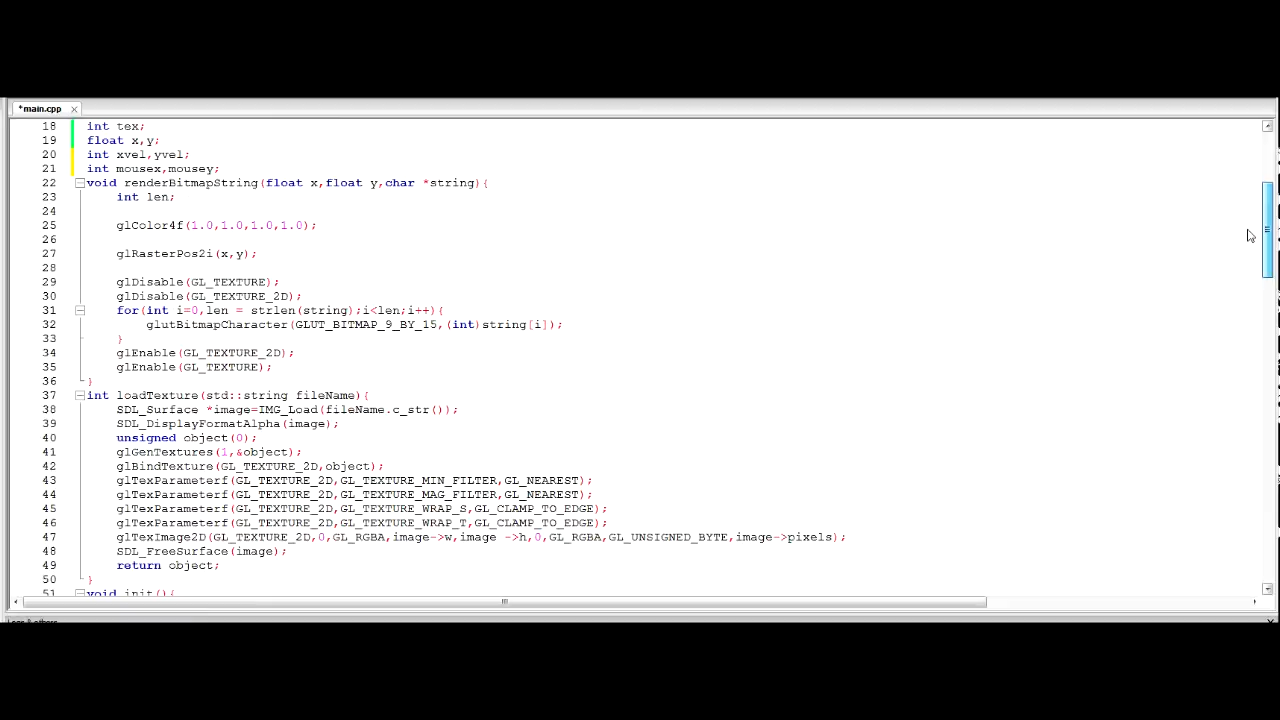 *main.cpp
18 int tex;
19 float x,y;
20 int xvel,yvel;
21 int mousex,mousey;
22 void renderBitmapString(float x,float y,char *string){
23 int len;
24
25 glColor4f(1.0,1.0,1.0,1.0);
26
27 glRasterPos2i(x,y);
28
29 glDisable(GL_TEXTURE);
30 glDisable(GL_TEXTURE_2D);
31 for(int i=0,len = strlen(string);i<len;i++){
32 glutBitmapCharacter(GLUT_BITMAP_9_BY_15,(int)string[i]);
33 }
34 glEnable(GL_TEXTURE_2D);
35 glEnable(GL_TEXTURE);
36 }
37 int loadTexture(std::string fileName){
38 SDL_Surface *image=IMG_Load(fileName.c_str());
39 SDL_DisplayFormatAlpha(image);
40 unsigned object(0);
41 glGenTextures(1,&object);
42 glBindTexture(GL_TEXTURE_2D,object);
43 glTexParameterf(GL_TEXTURE_2D,GL_TEXTURE_MIN_FILTER,GL_NEAREST);
44 glTexParameterf(GL_TEXTURE_2D,GL_TEXTURE_MAG_FILTER,GL_NEAREST);
45 glTexParameterf(GL_TEXTURE_2D,GL_TEXTURE_WRAP_S,GL_CLAMP_TO_EDGE);
46 glTexParameterf(GL_TEXTURE_2D,GL_TEXTURE_WRAP_T,GL_CLAMP_TO_EDGE);
47 glTexImage2D(GL_TEXTURE_2D,0,GL_RGBA,image->w,image ->h,0,GL_RGBA,GL_UNSIGNED_BYTE,image->pixels);
48 SDL_FreeSurface(image);
49 return object;
50 }
51 void init(){
Logs & others